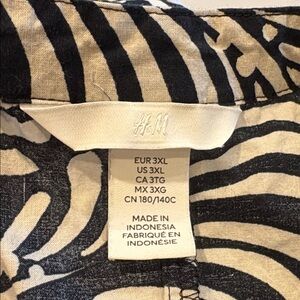 H&M
EUR 3XL
US 3XL
CA 3TG
MX 3XG
CN 180/140C
MADE IN
INDONESIA
FABRIQUÉ EN
INDONÉSIE